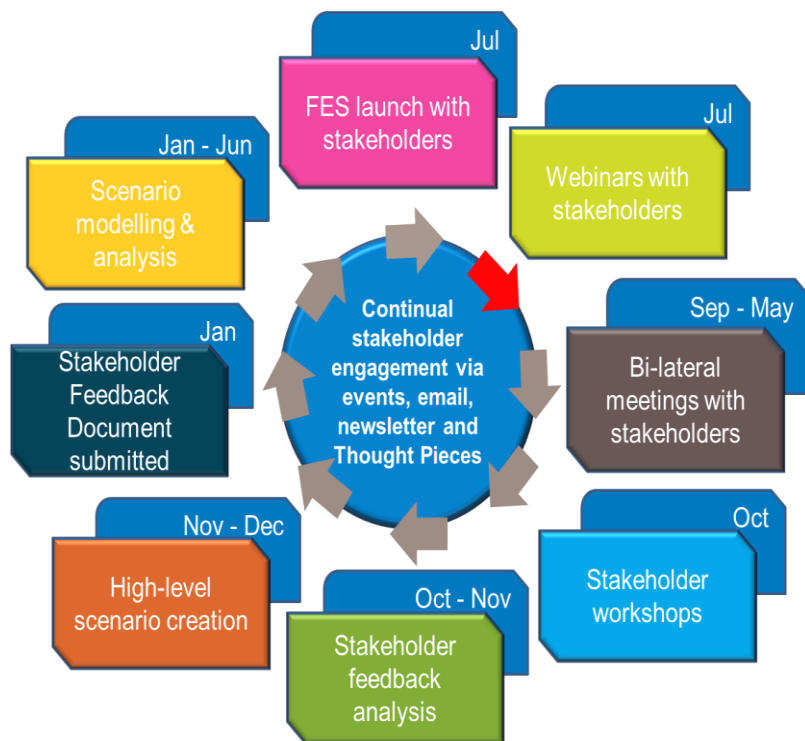 Jul
FES launch with
stakeholders
Jul
Webinars with
stakeholders
Sep - May
Bi-lateral
meetings with
stakeholders
Oct
Stakeholder
workshops
Oct - Nov
Stakeholder
feedback
analysis
Nov - Dec
High-level
scenario creation
Jan
Stakeholder
Feedback
Document
submitted
Jan - Jun
Scenario
modelling &
analysis
Continual
stakeholder
engagement via
events, email,
newsletter and
Thought Pieces